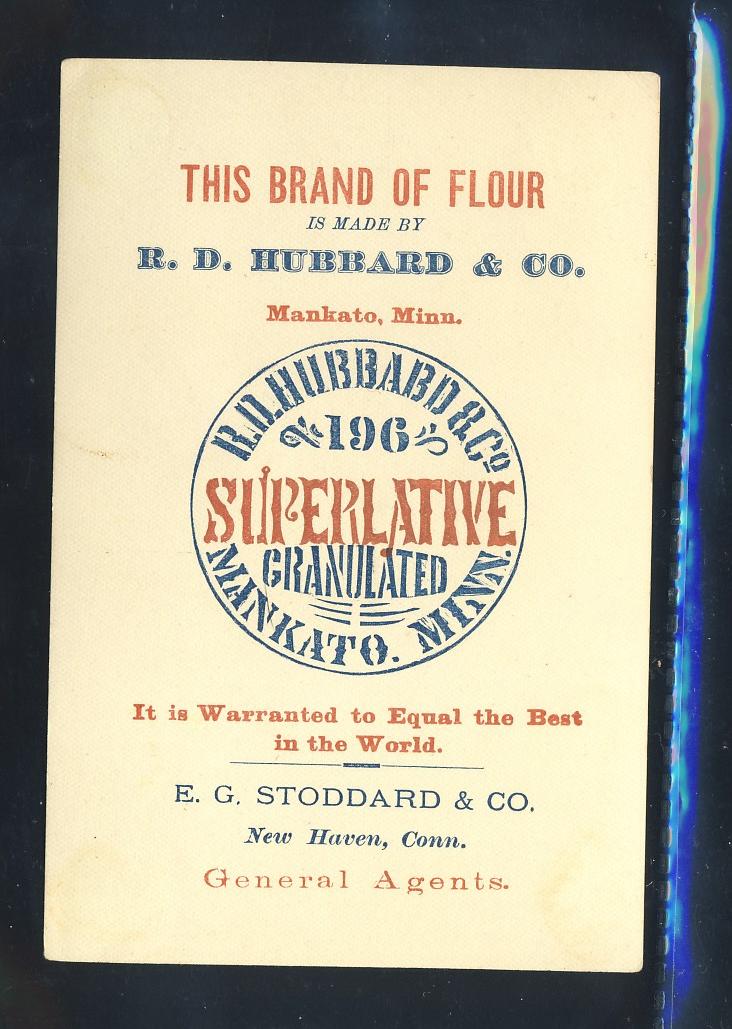 THIS BRAND OF FLOUR
IS MADE BY
R. D. HUBBARD & CO.
Mankato, Minn.
R.D. HUBBARD & Co
196
SUPERLATIVE
GRANULATED
MANKATO. MINN.
It is Warranted to Equal the Best
in the World.
E. G. STODDARD & CO.
New Haven, Conn.
General Agents.